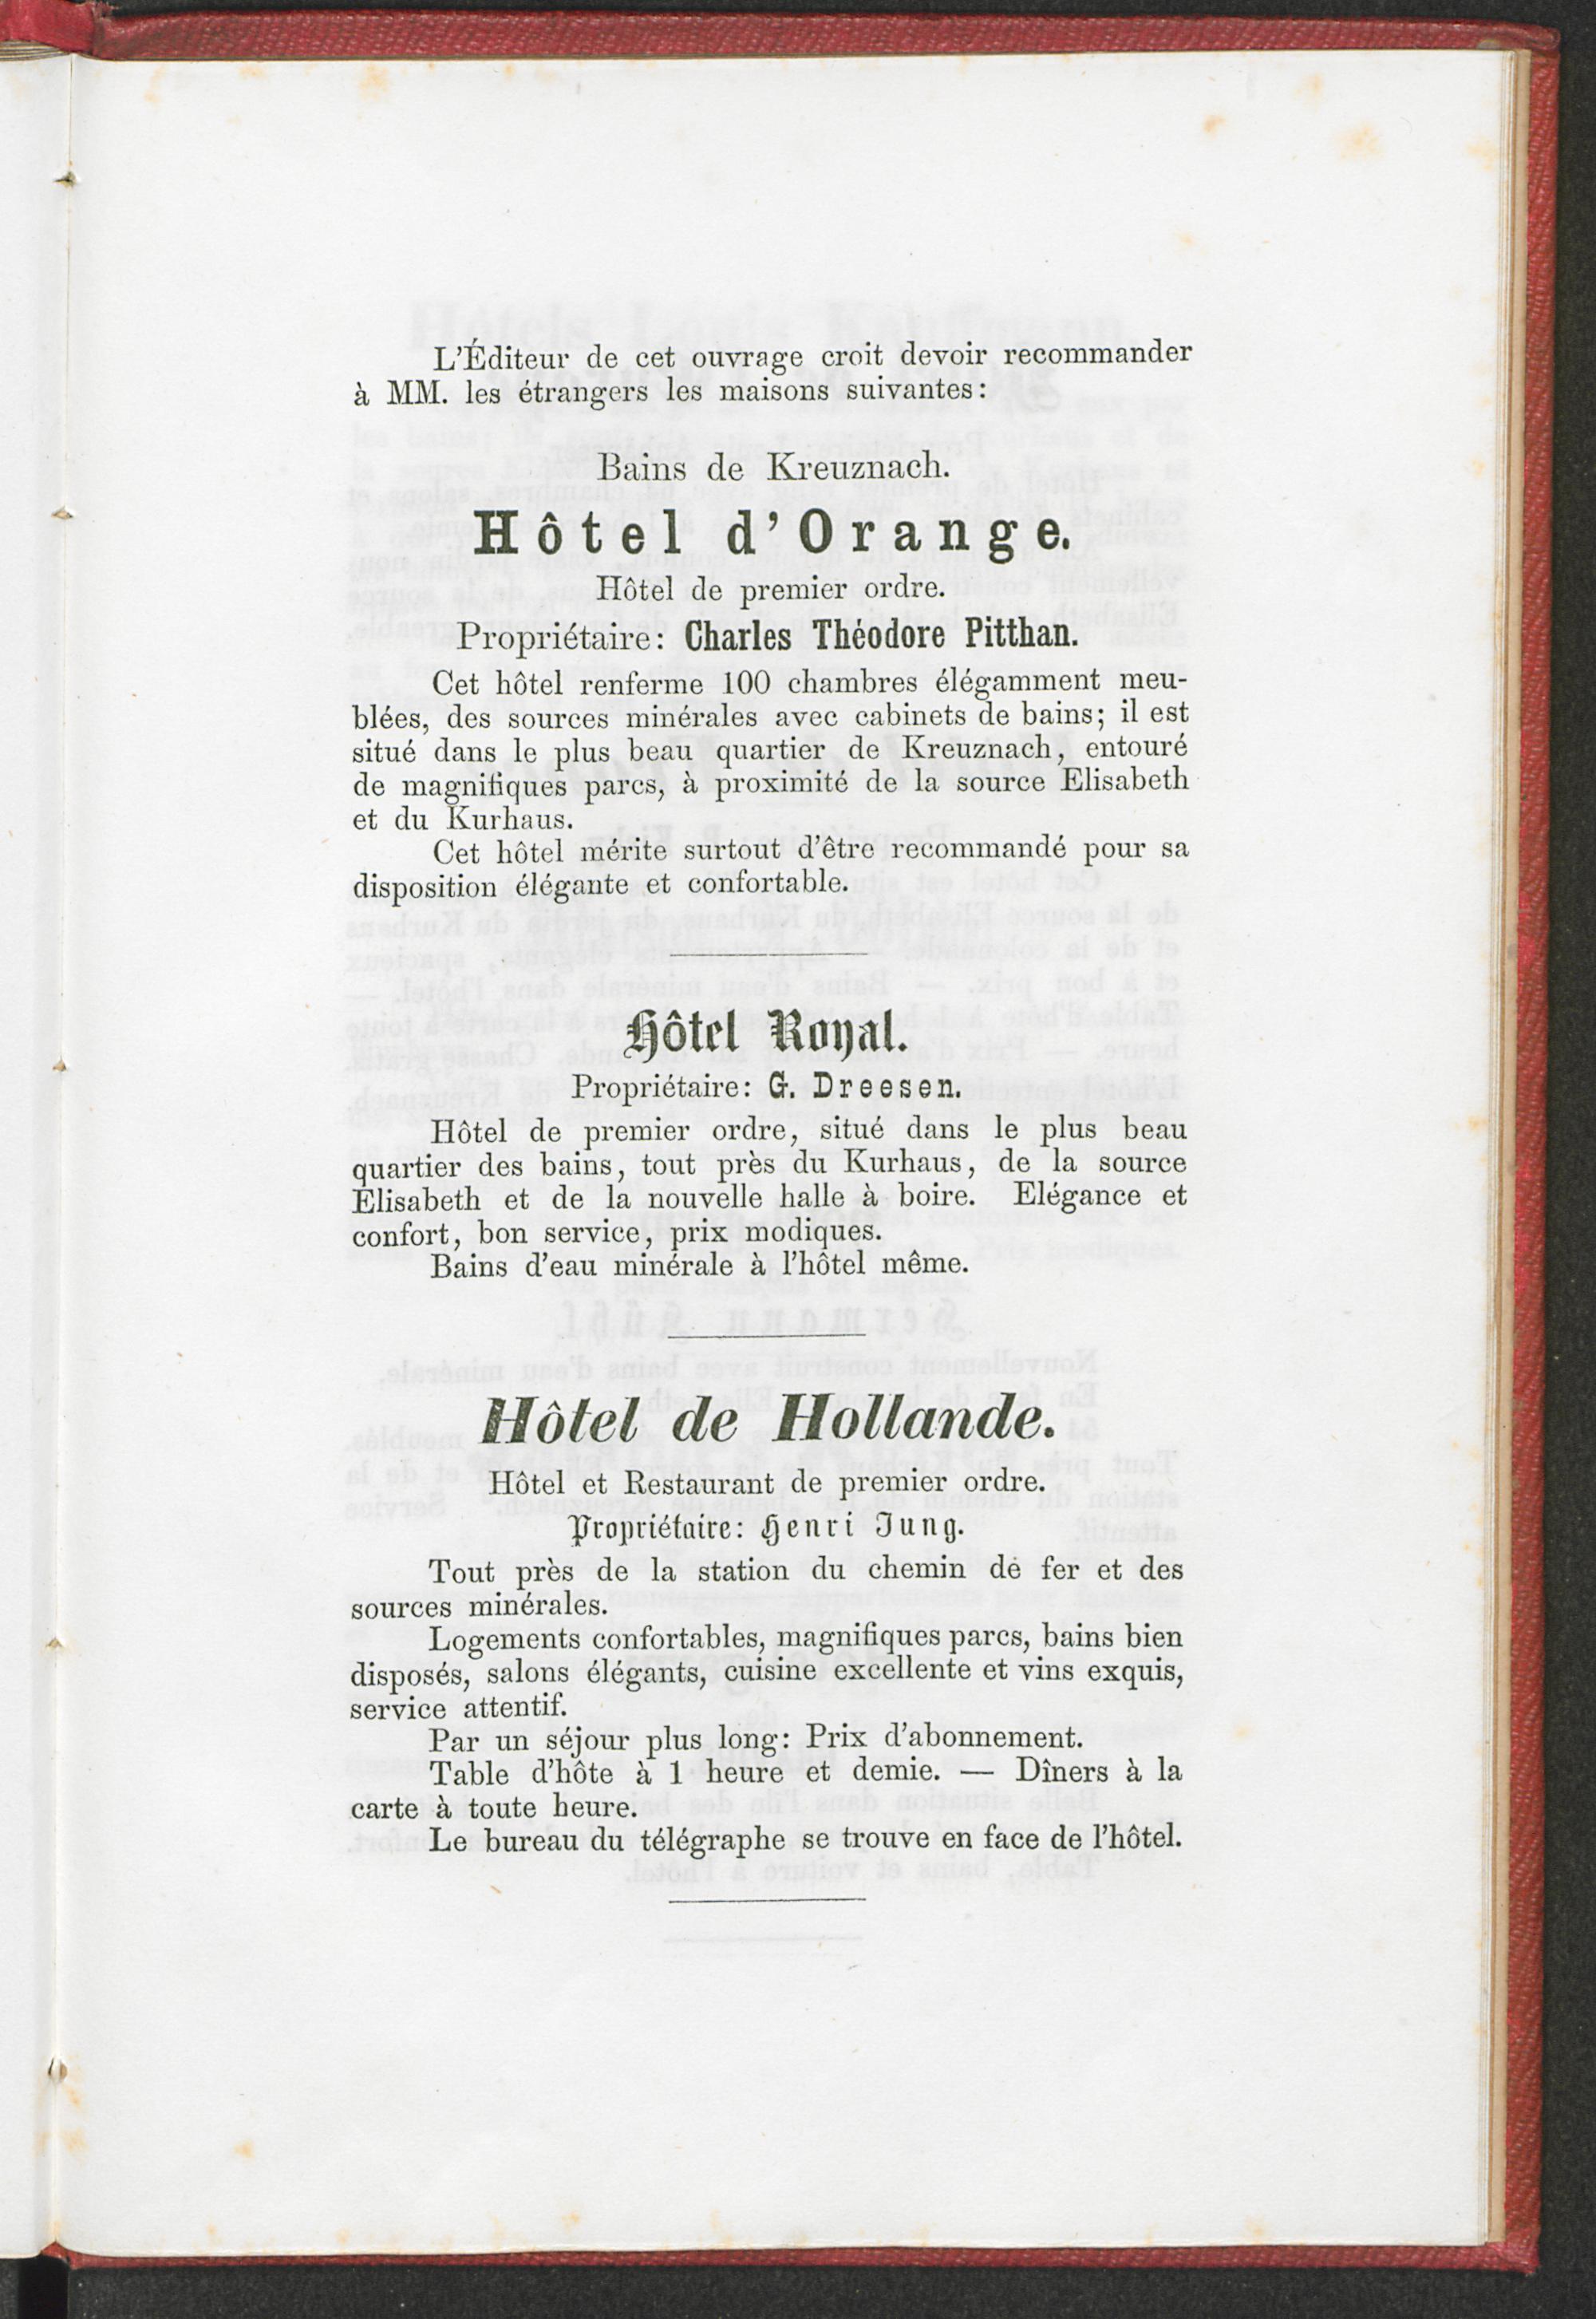 L'Éditeur de cet ouvrage croit devoir recommander
à MM. les étrangers les maisons suivantes:
Bains de Kreuznach.
Hôtel d'Orange.
Hôtel de premier ordre.
Propriétaire: Charles Théodore Pitthan.
Cet hôtel renferme 100 chambres élégamment meu-
blées, des sources minérales avec cabinets de bains; il est
situé dans le plus beau quartier de Kreuznach, entouré
de magnifiques parcs, à proximité de la source Elisabeth
et du Kurhaus.
Cet hôtel mérite surtout d'être recommandé pour sa
disposition élégante et confortable.
Hôtel Royal.
Propriétaire: G. Dreesen.
Hôtel de premier ordre, situé dans le plus beau
quartier des bains, tout près du Kurhaus, de la source
Elisabeth et de la nouvelle halle à boire. Elégance et
confort, bon service, prix modiques.
Bains d'eau minérale à l'hôtel même.
Hôtel de Hollande.
Hôtel et Restaurant de premier ordre.
Propriétaire: Henri Jung.
Tout près de la station du chemin de fer et des
sources minérales.
Logements confortables, magnifiques parcs, bains bien
disposés, salons élégants, cuisine excellente et vins exquis,
service attentif.
Par un séjour plus long: Prix d'abonnement.
Table d'hôte à 1 heure et demie. — Dîners à la
carte à toute heure.
Le bureau du télégraphe se trouve en face de l'hôtel.